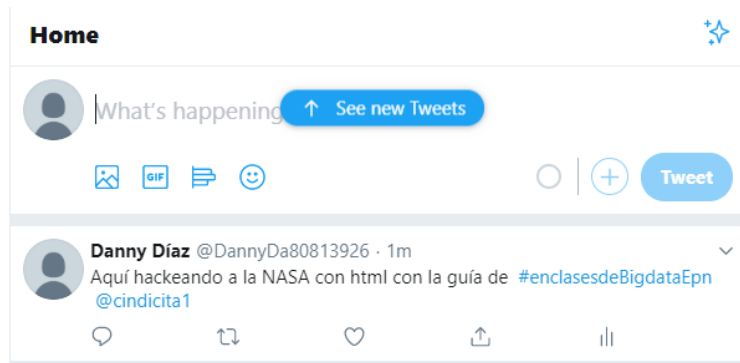 Home
What's happening
↑ See new Tweets
GIF
Tweet
Danny Díaz @DannyDa80813926 · 1m
Aquí hackeando a la NASA con html con la guía de #enclasesdeBigdataEpn
@cindicita1